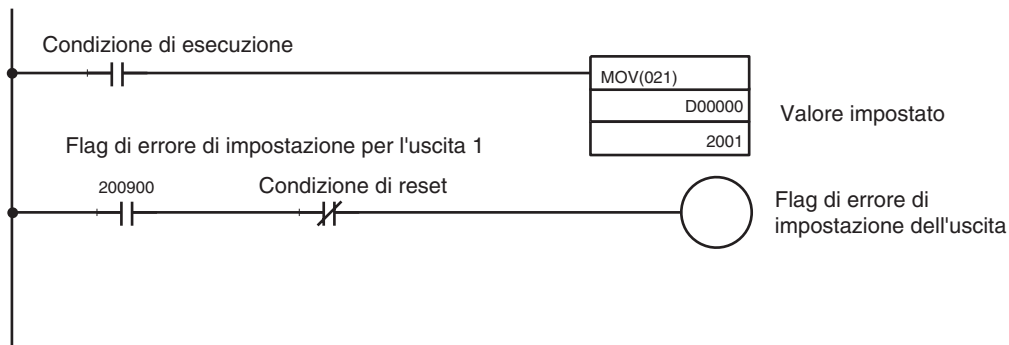 Condizione di esecuzione
MOV(021)
D00000
Valore impostato
2001
Flag di errore di impostazione per l'uscita 1
200900
Condizione di reset
Flag di errore di
impostazione dell'uscita